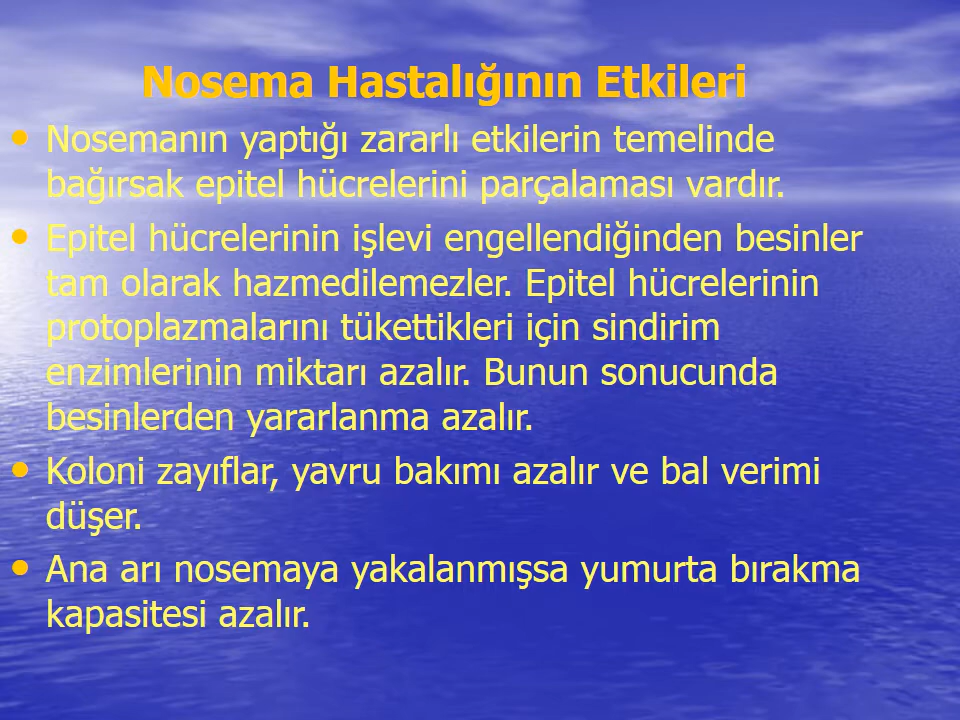 Nosema Hastalığının Etkileri
• Nosemanın yaptığı zararlı etkilerin temelinde
bağırsak epitel hücrelerini parçalaması vardır.
• Epitel hücrelerinin işlevi engellendiğinden besinler
tam olarak hazmedilemezler. Epitel hücrelerinin
protoplazmalarını tükettikleri için sindirim
enzimlerinin miktarı azalır. Bunun sonucunda
besinlerden yararlanma azalır.
• Koloni zayıflar, yavru bakımı azalır ve bal verimi
düşer.
• Ana arı nosemaya yakalanmışsa yumurta bırakma
kapasitesi azalır.